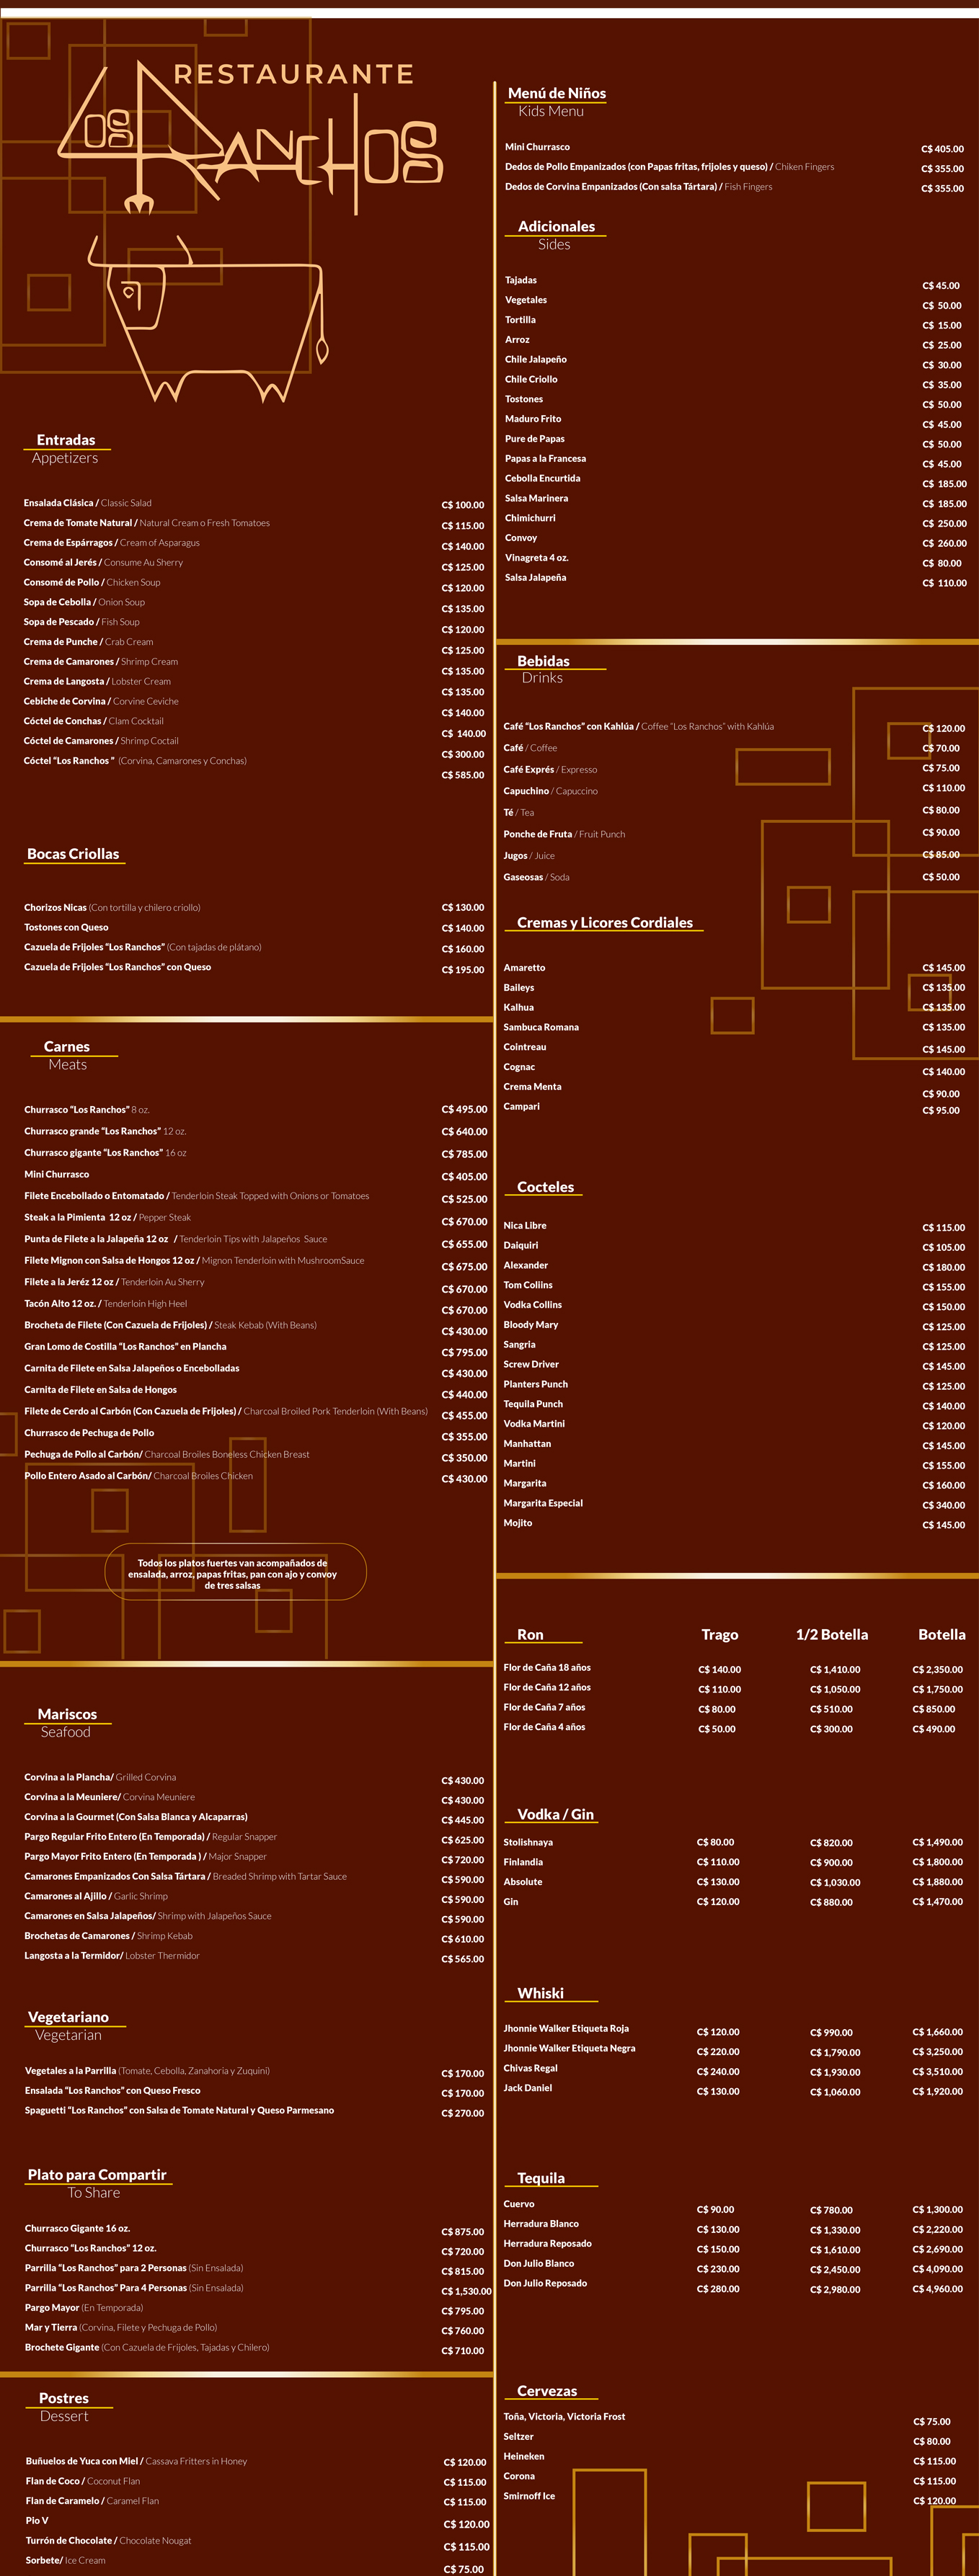 RESTAURANTE
LOS RANCHOS
Entradas
Appetizers
Ensalada Clásica / Classic Salad C$ 100.00
Crema de Tomate Natural / Natural Cream o Fresh Tomatoes C$ 115.00
Crema de Espárragos / Cream of Asparagus C$ 140.00
Consomé al Jerés / Consume Au Sherry C$ 125.00
Consomé de Pollo / Chicken Soup C$ 120.00
Sopa de Cebolla / Onion Soup C$ 135.00
Sopa de Pescado / Fish Soup C$ 120.00
Crema de Punche / Crab Cream C$ 125.00
Crema de Camarones / Shrimp Cream C$ 135.00
Crema de Langosta / Lobster Cream C$ 135.00
Cebiche de Corvina / Corvine Ceviche C$ 140.00
Cóctel de Conchas / Clam Cocktail C$ 140.00
Cóctel de Camarones / Shrimp Coctail C$ 300.00
Cóctel "Los Ranchos " (Corvina, Camarones y Conchas) C$ 585.00
Bocas Criollas
Chorizos Nicas (Con tortilla y chilero criollo) C$ 130.00
Tostones con Queso C$ 140.00
Cazuela de Frijoles "Los Ranchos" (Con tajadas de plátano) C$ 160.00
Cazuela de Frijoles "Los Ranchos" con Queso C$ 195.00
Carnes
Meats
Churrasco "Los Ranchos" 8 oz. C$ 495.00
Churrasco grande "Los Ranchos" 12 oz. C$ 640.00
Churrasco gigante "Los Ranchos" 16 oz C$ 785.00
Mini Churrasco C$ 405.00
Filete Encebollado o Entomatado / Tenderloin Steak Topped with Onions or Tomatoes C$ 525.00
Steak a la Pimienta 12 oz / Pepper Steak C$ 670.00
Punta de Filete a la Jalapeña 12 oz / Tenderloin Tips with Jalapeños Sauce C$ 655.00
Filete Mignon con Salsa de Hongos 12 oz / Mignon Tenderloin with MushroomSauce C$ 675.00
Filete a la Jeréz 12 oz / Tenderloin Au Sherry C$ 670.00
Tacón Alto 12 oz. / Tenderloin High Heel C$ 670.00
Brocheta de Filete (Con Cazuela de Frijoles) / Steak Kebab (With Beans) C$ 430.00
Gran Lomo de Costilla "Los Ranchos" en Plancha C$ 795.00
Carnita de Filete en Salsa Jalapeños o Encebolladas C$ 430.00
Carnita de Filete en Salsa de Hongos C$ 440.00
Filete de Cerdo al Carbón (Con Cazuela de Frijoles) / Charcoal Broiled Pork Tenderloin (With Beans) C$ 455.00
Churrasco de Pechuga de Pollo C$ 355.00
Pechuga de Pollo al Carbón/ Charcoal Broiles Boneless Chicken Breast C$ 350.00
Pollo Entero Asado al Carbón/ Charcoal Broiles Chicken C$ 430.00
Todos los platos fuertes van acompañados de
ensalada, arroz, papas fritas, pan con ajo y convoy
de tres salsas
Mariscos
Seafood
Corvina a la Plancha/ Grilled Corvina C$ 430.00
Corvina a la Meuniere/ Corvina Meuniere C$ 430.00
Corvina a la Gourmet (Con Salsa Blanca y Alcaparras) C$ 445.00
Pargo Regular Frito Entero (En Temporada) / Regular Snapper C$ 625.00
Pargo Mayor Frito Entero (En Temporada ) / Major Snapper C$ 720.00
Camarones Empanizados Con Salsa Tártara / Breaded Shrimp with Tartar Sauce C$ 590.00
Camarones al Ajillo / Garlic Shrimp C$ 590.00
Camarones en Salsa Jalapeños/ Shrimp with Jalapeños Sauce C$ 590.00
Brochetas de Camarones / Shrimp Kebab C$ 610.00
Langosta a la Termidor/ Lobster Thermidor C$ 565.00
Vegetariano
Vegetarian
Vegetales a la Parrilla (Tomate, Cebolla, Zanahoria y Zuquini) C$ 170.00
Ensalada "Los Ranchos" con Queso Fresco C$ 170.00
Spaguetti "Los Ranchos" con Salsa de Tomate Natural y Queso Parmesano C$ 270.00
Plato para Compartir
To Share
Churrasco Gigante 16 oz. C$ 875.00
Churrasco "Los Ranchos" 12 oz. C$ 720.00
Parrilla "Los Ranchos" para 2 Personas (Sin Ensalada) C$ 815.00
Parrilla "Los Ranchos" Para 4 Personas (Sin Ensalada) C$ 1,530.00
Pargo Mayor (En Temporada) C$ 795.00
Mar y Tierra (Corvina, Filete y Pechuga de Pollo) C$ 760.00
Brochete Gigante (Con Cazuela de Frijoles, Tajadas y Chilero) C$ 710.00
Postres
Dessert
Buñuelos de Yuca con Miel / Cassava Fritters in Honey C$ 120.00
Flan de Coco / Coconut Flan C$ 115.00
Flan de Caramelo / Caramel Flan C$ 115.00
Pio V C$ 120.00
Turrón de Chocolate / Chocolate Nougat C$ 115.00
Sorbete/ Ice Cream C$ 75.00
Menú de Niños
Kids Menu
Mini Churrasco C$ 405.00
Dedos de Pollo Empanizados (con Papas fritas, frijoles y queso) / Chiken Fingers C$ 355.00
Dedos de Corvina Empanizados (Con salsa Tártara) / Fish Fingers C$ 355.00
Adicionales
Sides
Tajadas C$ 45.00
Vegetales C$ 50.00
Tortilla C$ 15.00
Arroz C$ 25.00
Chile Jalapeño C$ 30.00
Chile Criollo C$ 35.00
Tostones C$ 50.00
Maduro Frito C$ 45.00
Pure de Papas C$ 50.00
Papas a la Francesa C$ 45.00
Cebolla Encurtida C$ 185.00
Salsa Marinera C$ 185.00
Chimichurri C$ 250.00
Convoy C$ 260.00
Vinagreta 4 oz. C$ 80.00
Salsa Jalapeña C$ 110.00
Bebidas
Drinks
Café "Los Ranchos" con Kahlúa / Coffee "Los Ranchos" with Kahlúa C$ 120.00
Café / Coffee C$ 70.00
Café Exprés / Expresso C$ 75.00
Capuchino / Capuccino C$ 110.00
Té / Tea C$ 80.00
Ponche de Fruta / Fruit Punch C$ 90.00
Jugos / Juice C$ 85.00
Gaseosas / Soda C$ 50.00
Cremas y Licores Cordiales
Amaretto C$ 145.00
Baileys C$ 135.00
Kalhua C$ 135.00
Sambuca Romana C$ 135.00
Cointreau C$ 145.00
Cognac C$ 140.00
Crema Menta C$ 90.00
Campari C$ 95.00
Cocteles
Nica Libre C$ 115.00
Daiquiri C$ 105.00
Alexander C$ 180.00
Tom Coliins C$ 155.00
Vodka Collins C$ 150.00
Bloody Mary C$ 125.00
Sangria C$ 125.00
Screw Driver C$ 145.00
Planters Punch C$ 125.00
Tequila Punch C$ 140.00
Vodka Martini C$ 120.00
Manhattan C$ 145.00
Martini C$ 155.00
Margarita C$ 160.00
Margarita Especial C$ 340.00
Mojito C$ 145.00
Ron Trago 1/2 Botella Botella
Flor de Caña 18 años C$ 140.00 C$ 1,410.00 C$ 2,350.00
Flor de Caña 12 años C$ 110.00 C$ 1,050.00 C$ 1,750.00
Flor de Caña 7 años C$ 80.00 C$ 510.00 C$ 850.00
Flor de Caña 4 años C$ 50.00 C$ 300.00 C$ 490.00
Vodka / Gin
Stolishnaya C$ 80.00 C$ 820.00 C$ 1,490.00
Finlandia C$ 110.00 C$ 900.00 C$ 1,800.00
Absolute C$ 130.00 C$ 1,030.00 C$ 1,880.00
Gin C$ 120.00 C$ 880.00 C$ 1,470.00
Whiski
Jhonnie Walker Etiqueta Roja C$ 120.00 C$ 990.00 C$ 1,660.00
Jhonnie Walker Etiqueta Negra C$ 220.00 C$ 1,790.00 C$ 3,250.00
Chivas Regal C$ 240.00 C$ 1,930.00 C$ 3,510.00
Jack Daniel C$ 130.00 C$ 1,060.00 C$ 1,920.00
Tequila
Cuervo C$ 90.00 C$ 780.00 C$ 1,300.00
Herradura Blanco C$ 130.00 C$ 1,330.00 C$ 2,220.00
Herradura Reposado C$ 150.00 C$ 1,610.00 C$ 2,690.00
Don Julio Blanco C$ 230.00 C$ 2,450.00 C$ 4,090.00
Don Julio Reposado C$ 280.00 C$ 2,980.00 C$ 4,960.00
Cervezas
Toña, Victoria, Victoria Frost C$ 75.00
Seltzer C$ 80.00
Heineken C$ 115.00
Corona C$ 115.00
Smirnoff Ice C$ 120.00